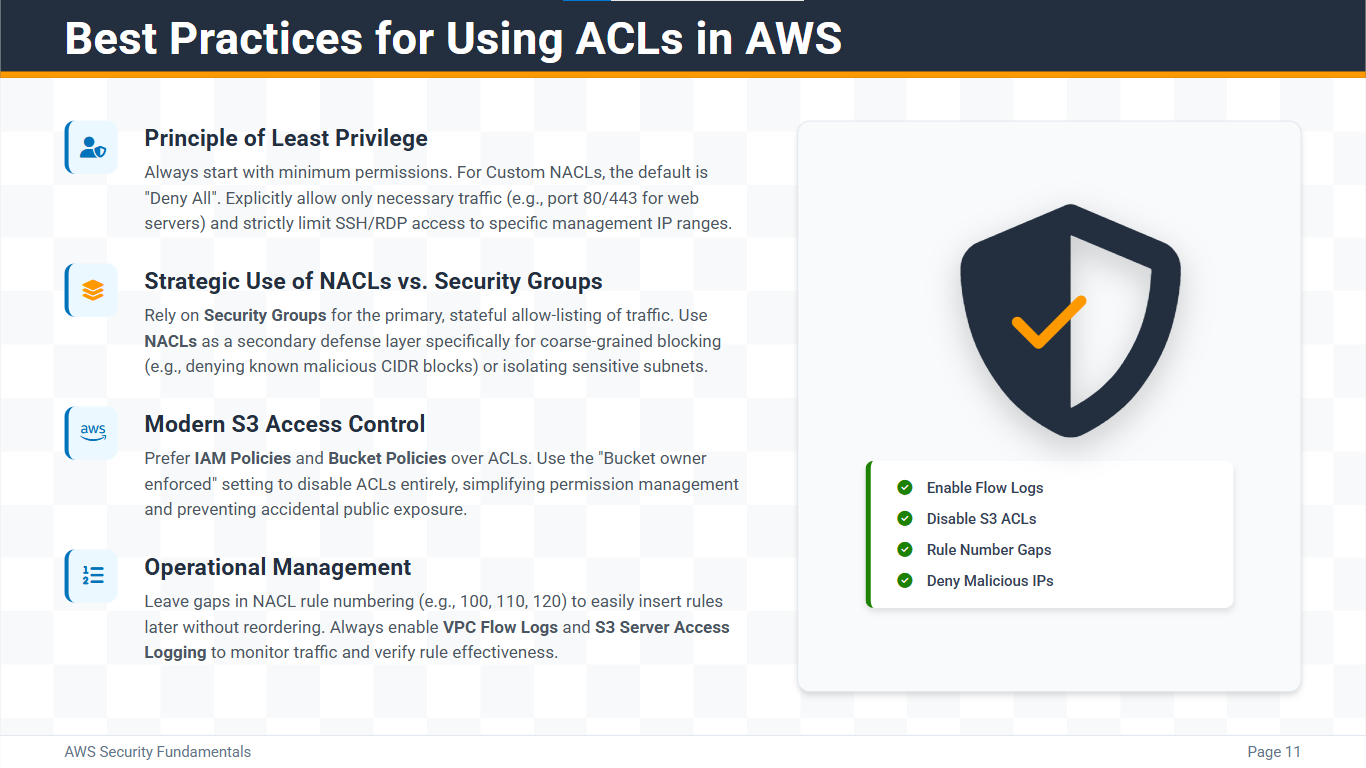 Best Practices for Using ACLs in AWS
Principle of Least Privilege
Always start with minimum permissions. For Custom NACLs, the default is
"Deny All". Explicitly allow only necessary traffic (e.g., port 80/443 for web
servers) and strictly limit SSH/RDP access to specific management IP ranges.
Strategic Use of NACLs vs. Security Groups
Rely on Security Groups for the primary, stateful allow-listing of traffic. Use
NACLs as a secondary defense layer specifically for coarse-grained blocking
(e.g., denying known malicious CIDR blocks) or isolating sensitive subnets.
aws
Modern S3 Access Control
Prefer IAM Policies and Bucket Policies over ACLs. Use the "Bucket owner
enforced" setting to disable ACLs entirely, simplifying permission management
and preventing accidental public exposure.
1
2
Operational Management
Leave gaps in NACL rule numbering (e.g., 100, 110, 120) to easily insert rules
later without reordering. Always enable VPC Flow Logs and S3 Server Access
Logging to monitor traffic and verify rule effectiveness.
Enable Flow Logs
Disable S3 ACLs
Rule Number Gaps
Deny Malicious IPs
AWS Security Fundamentals
Page 11